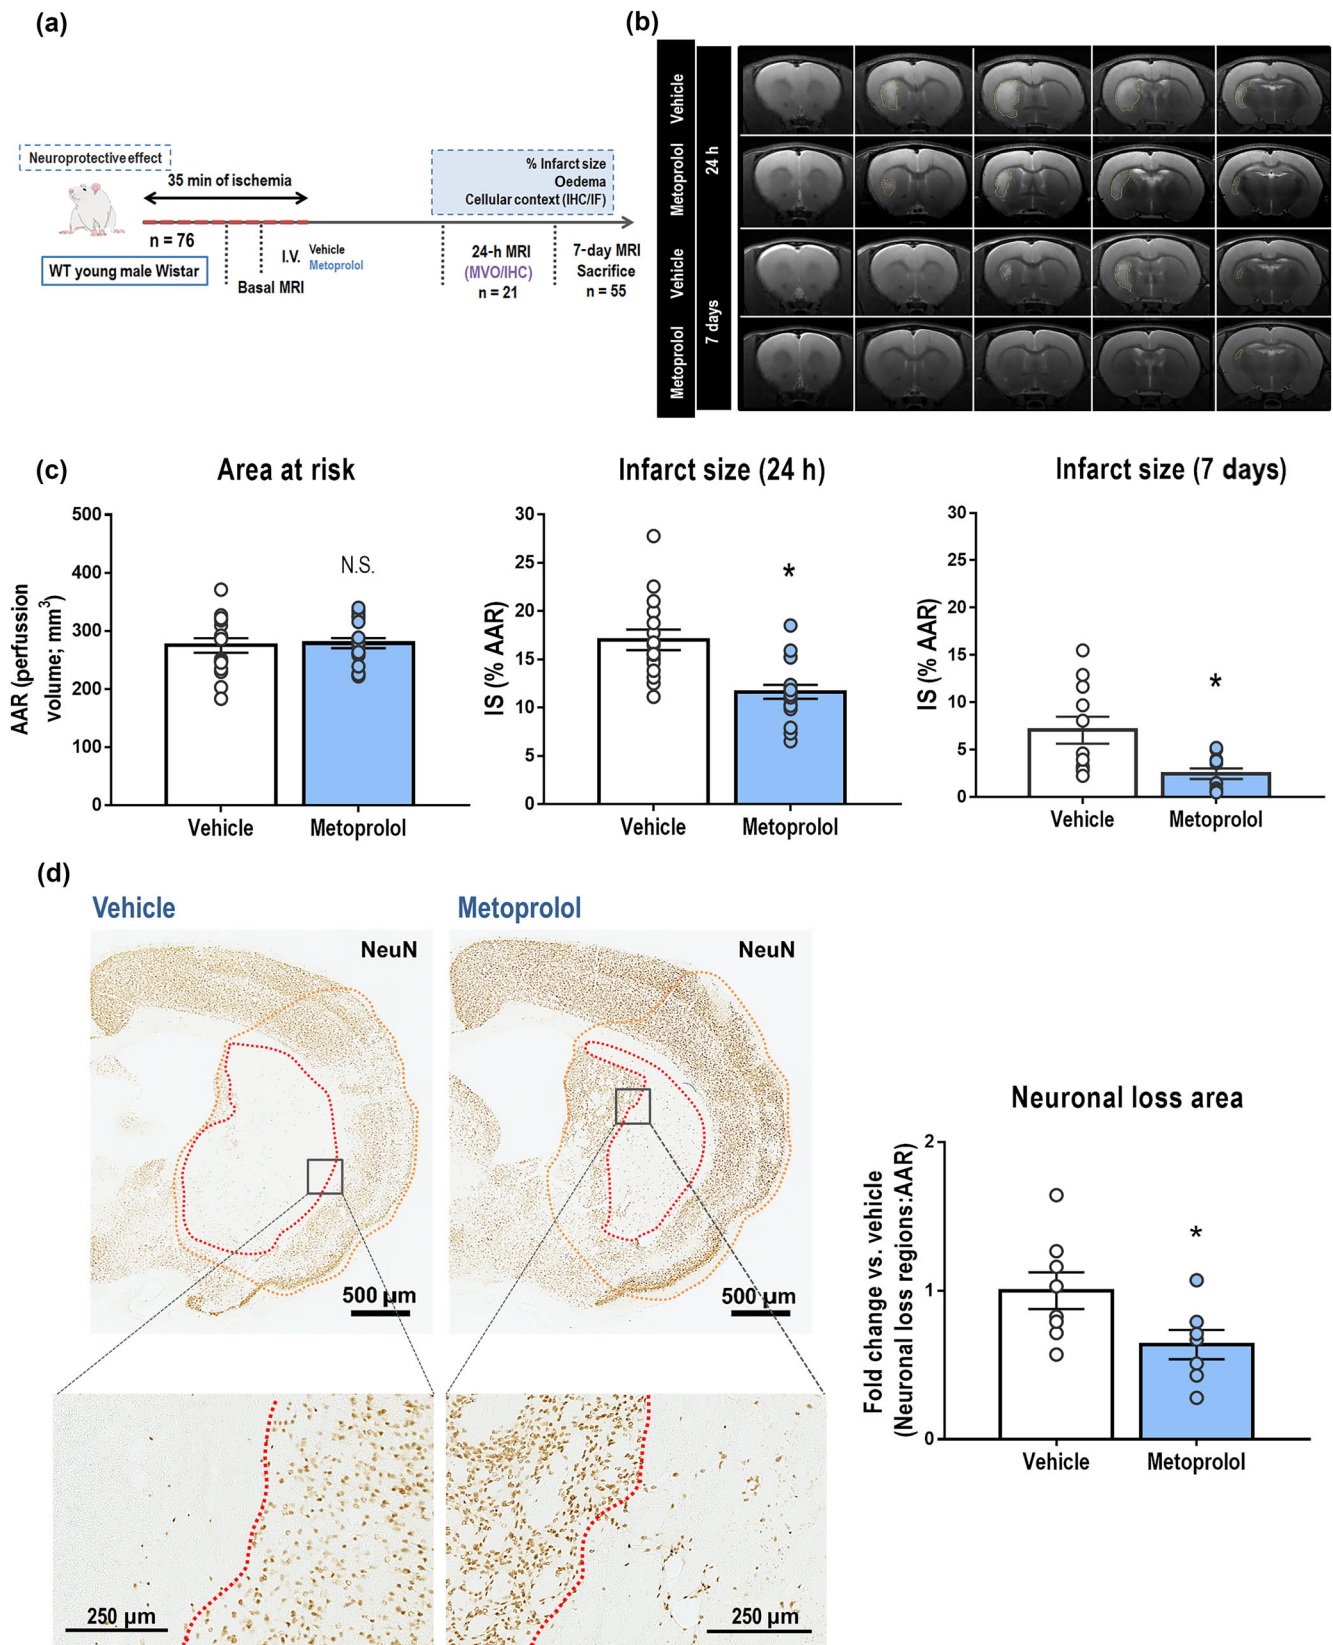 (a)
Neuroprotective effect
35 min of ischemia
% Infarct size
Oedema
Cellular context (IHC/IF)
n = 76
WT young male Wistar
I.V.
Vehicle
Metoprolol
Basal MRI
24-h MRI
(MVO/IHC)
n = 21
7-day MRI
Sacrifice
n = 55
(b)
24 h
Vehicle
Metoprolol
7 days
Vehicle
Metoprolol
(c)
Area at risk
AAR (perfussion
volume; mm³)
500
400
300
200
100
0
N.S.
Vehicle
Metoprolol
Infarct size (24 h)
IS (% AAR)
30
25
20
15
10
5
0
*
Vehicle
Metoprolol
Infarct size (7 days)
IS (% AAR)
30
25
20
15
10
5
0
*
Vehicle
Metoprolol
(d)
Vehicle
NeuN
500 µm
250 µm
Metoprolol
NeuN
500 µm
250 µm
Neuronal loss area
Fold change vs. vehicle
(Neuronal loss regions:AAR)
2
1
0
*
Vehicle
Metoprolol